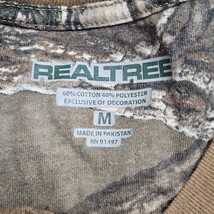 REALTREE
60% COTTON 40% POLYESTER
EXCLUSIVE OF DECORATION
M
MADE IN PAKISTAN
RN 91497